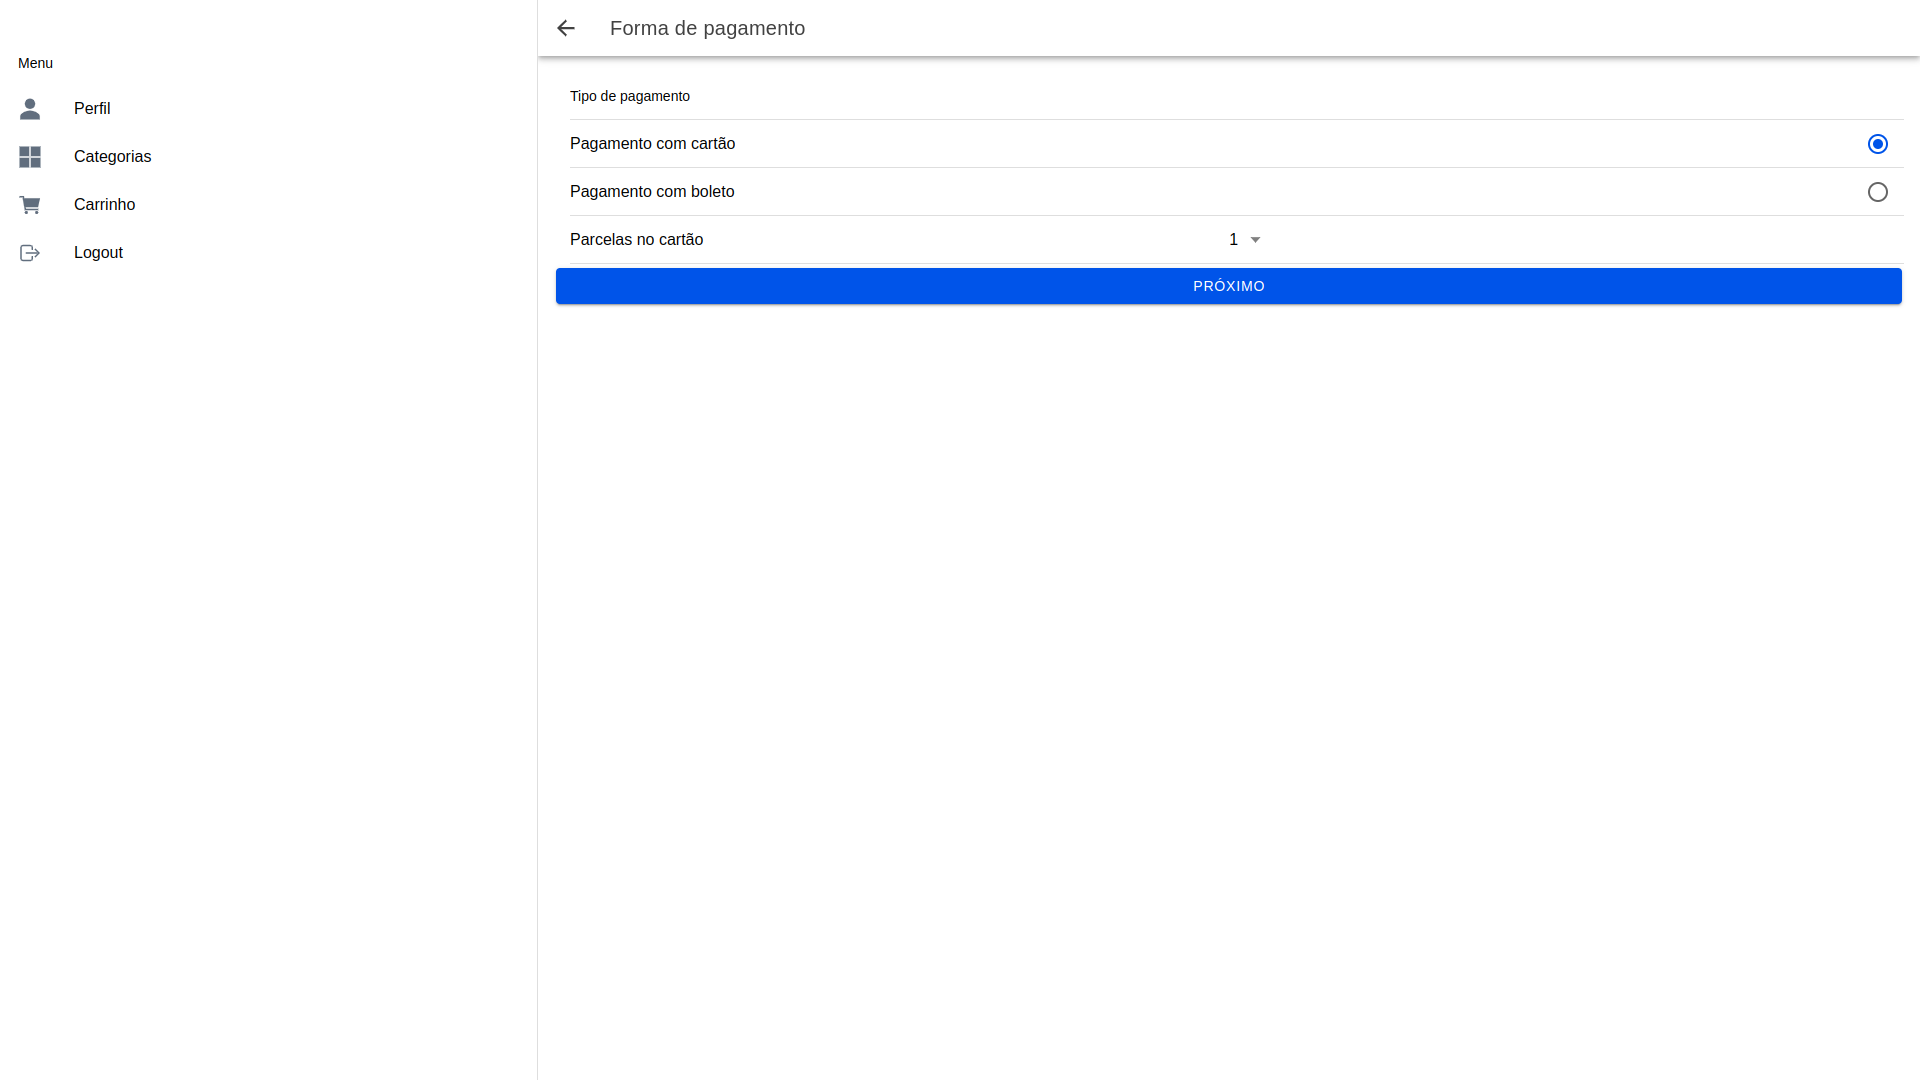 Menu
Perfil
Categorias
Carrinho
Logout
Forma de pagamento
Tipo de pagamento
Pagamento com cartão
Pagamento com boleto
Parcelas no cartão 1
PRÓXIMO